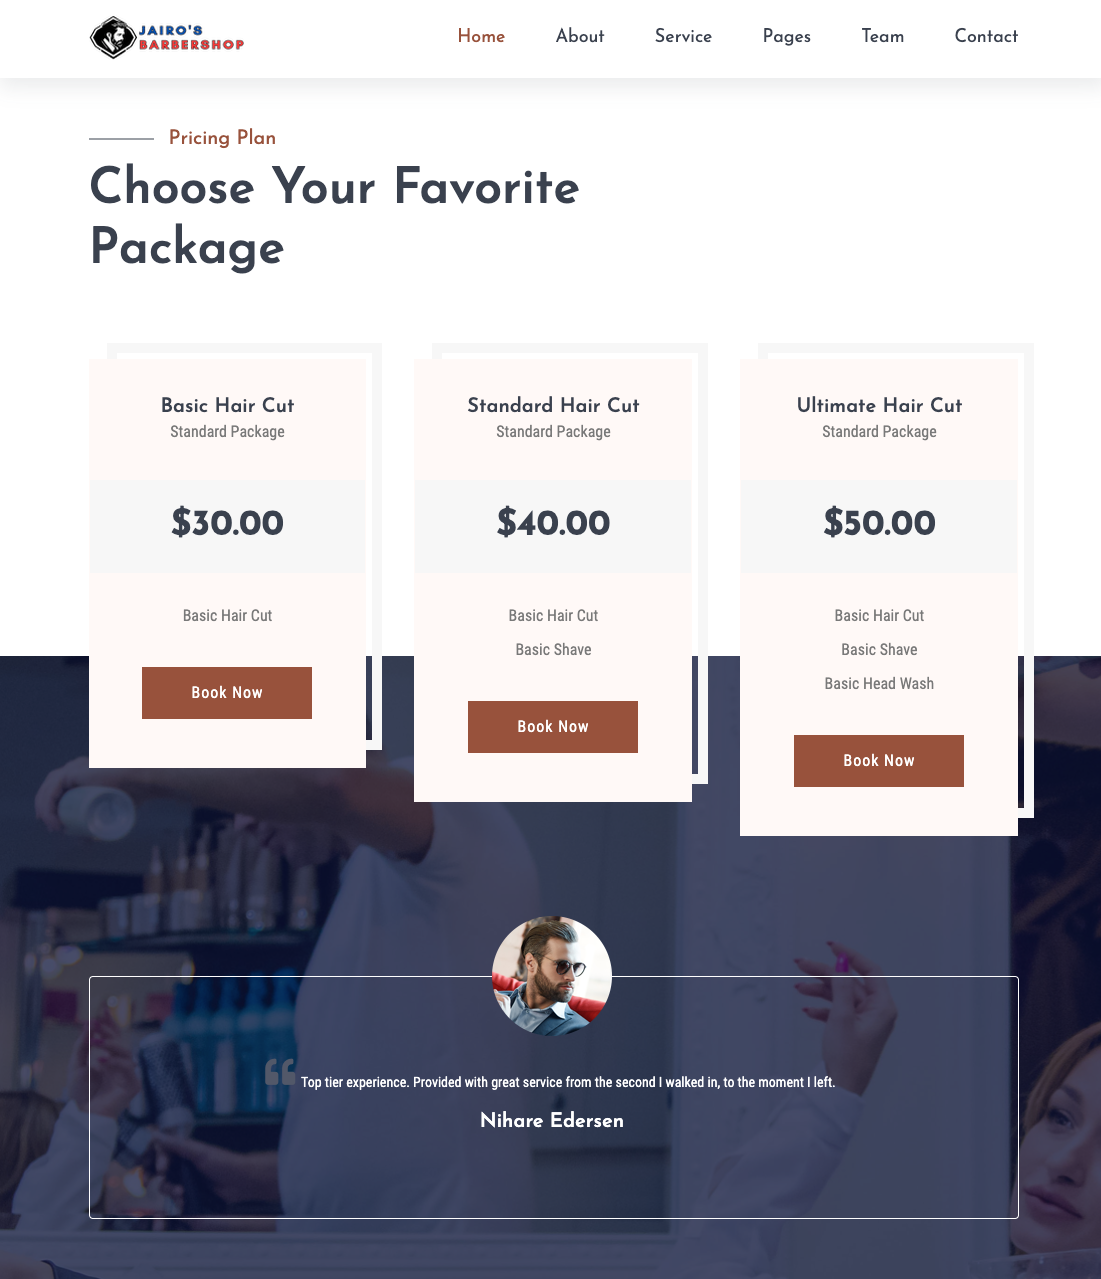 JAIRO'S
BARBERSHOP
Home About Service Pages Team Contact
Pricing Plan
Choose Your Favorite
Package
Basic Hair Cut
Standard Package
$30.00
Basic Hair Cut
Book Now
Standard Hair Cut
Standard Package
$40.00
Basic Hair Cut
Basic Shave
Book Now
Ultimate Hair Cut
Standard Package
$50.00
Basic Hair Cut
Basic Shave
Basic Head Wash
Book Now
“ Top tier experience. Provided with great service from the second I walked in, to the moment I left.
Nihare Edersen